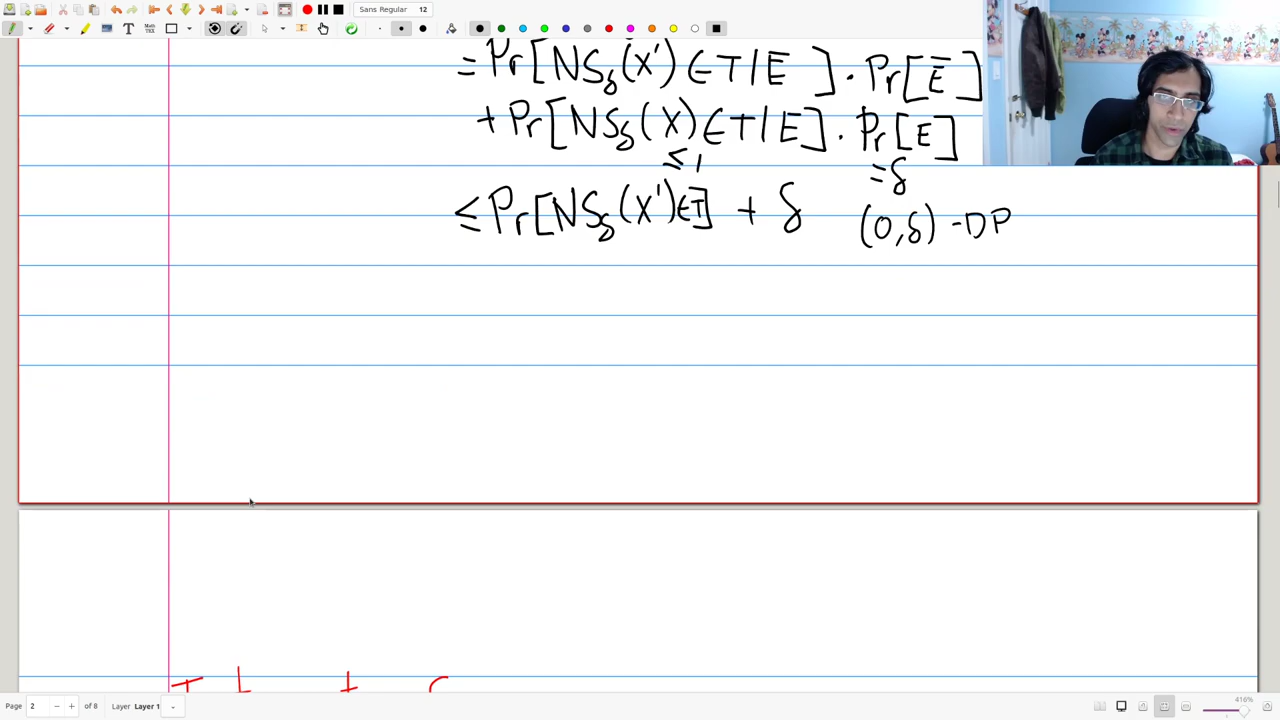 Sans Regular 12
= Pr[NS_δ(X') ∈ T | E̅] · Pr[E̅]
+ Pr[NS_δ(X) ∈ T | E] · Pr[E]
≤ 1 = δ
≤ Pr[NS_δ(X') ∈ T] + δ (0, δ) - DP
Page 2 of 8 Layer Layer 1 416%